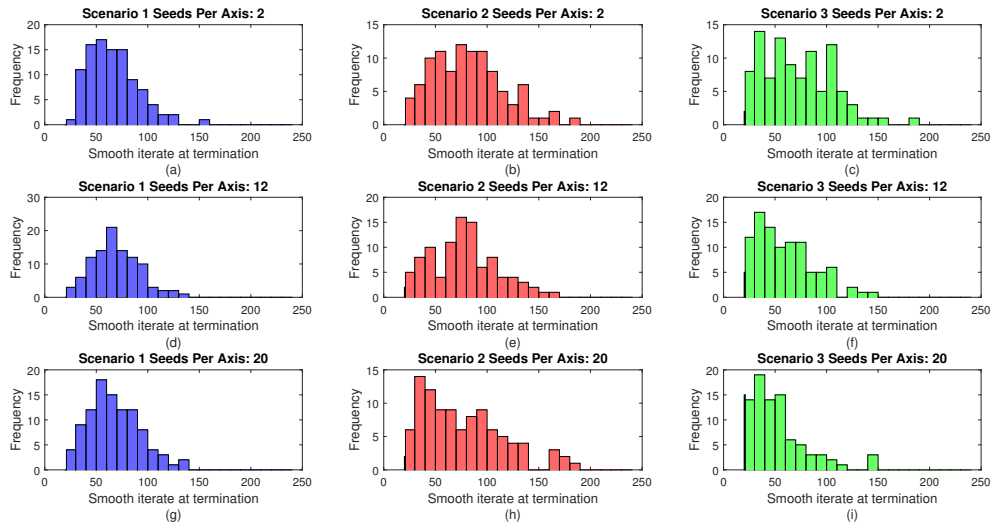 Scenario 1 Seeds Per Axis: 2
Frequency
20
15
10
5
0
0 50 100 150 200 250
Smooth iterate at termination
(a)
Scenario 2 Seeds Per Axis: 2
Frequency
15
10
5
0
0 50 100 150 200 250
Smooth iterate at termination
(b)
Scenario 3 Seeds Per Axis: 2
Frequency
15
10
5
0
0 50 100 150 200 250
Smooth iterate at termination
(c)
Scenario 1 Seeds Per Axis: 12
Frequency
30
20
10
0
0 50 100 150 200 250
Smooth iterate at termination
(d)
Scenario 2 Seeds Per Axis: 12
Frequency
20
15
10
5
0
0 50 100 150 200 250
Smooth iterate at termination
(e)
Scenario 3 Seeds Per Axis: 12
Frequency
20
15
10
5
0
0 50 100 150 200 250
Smooth iterate at termination
(f)
Scenario 1 Seeds Per Axis: 20
Frequency
20
15
10
5
0
0 50 100 150 200 250
Smooth iterate at termination
(g)
Scenario 2 Seeds Per Axis: 20
Frequency
15
10
5
0
0 50 100 150 200 250
Smooth iterate at termination
(h)
Scenario 3 Seeds Per Axis: 20
Frequency
20
15
10
5
0
0 50 100 150 200 250
Smooth iterate at termination
(i)